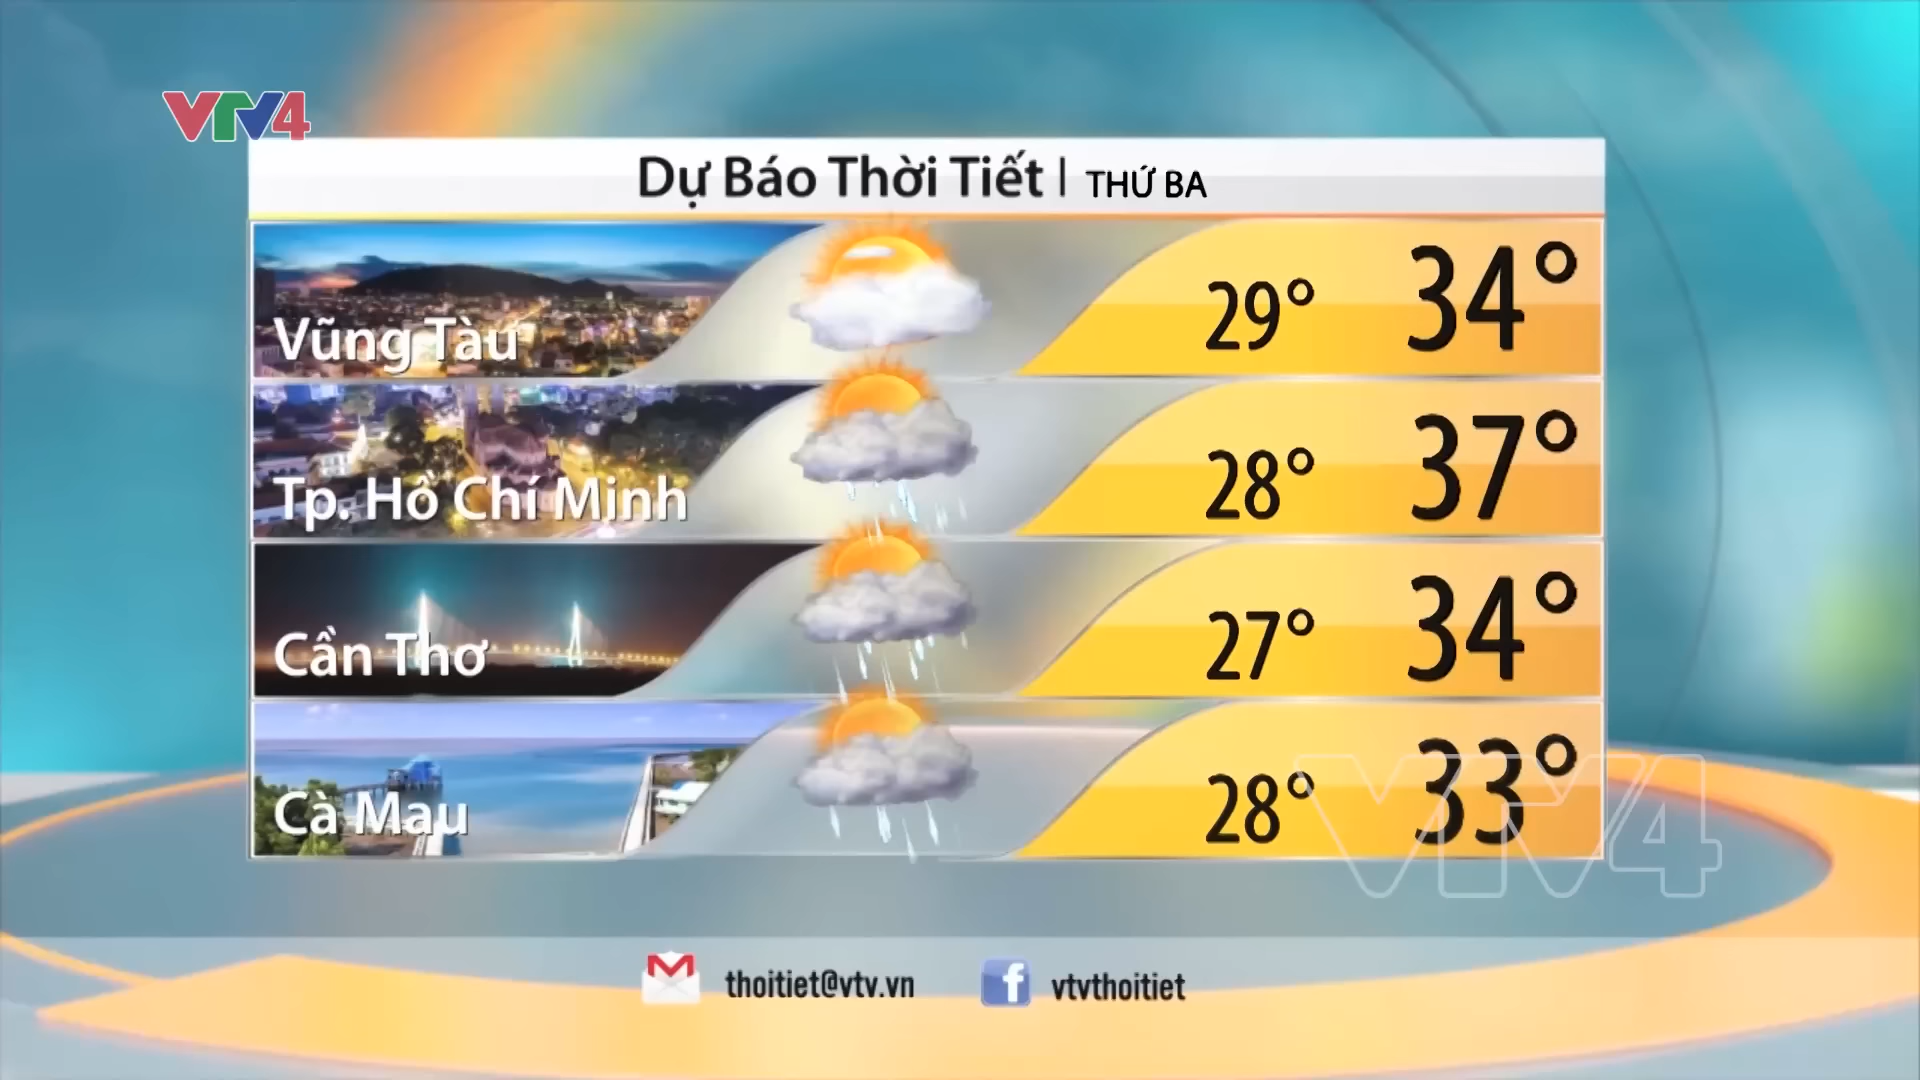 VTV4
Dự Báo Thời Tiết | THỨ BA
Vũng Tàu 29° 34°
Tp. Hồ Chí Minh 28° 37°
Cần Thơ 27° 34°
Cà Mau 28° 33°
VTV4
thoitiet@vtv.vn f vtvthoitiet